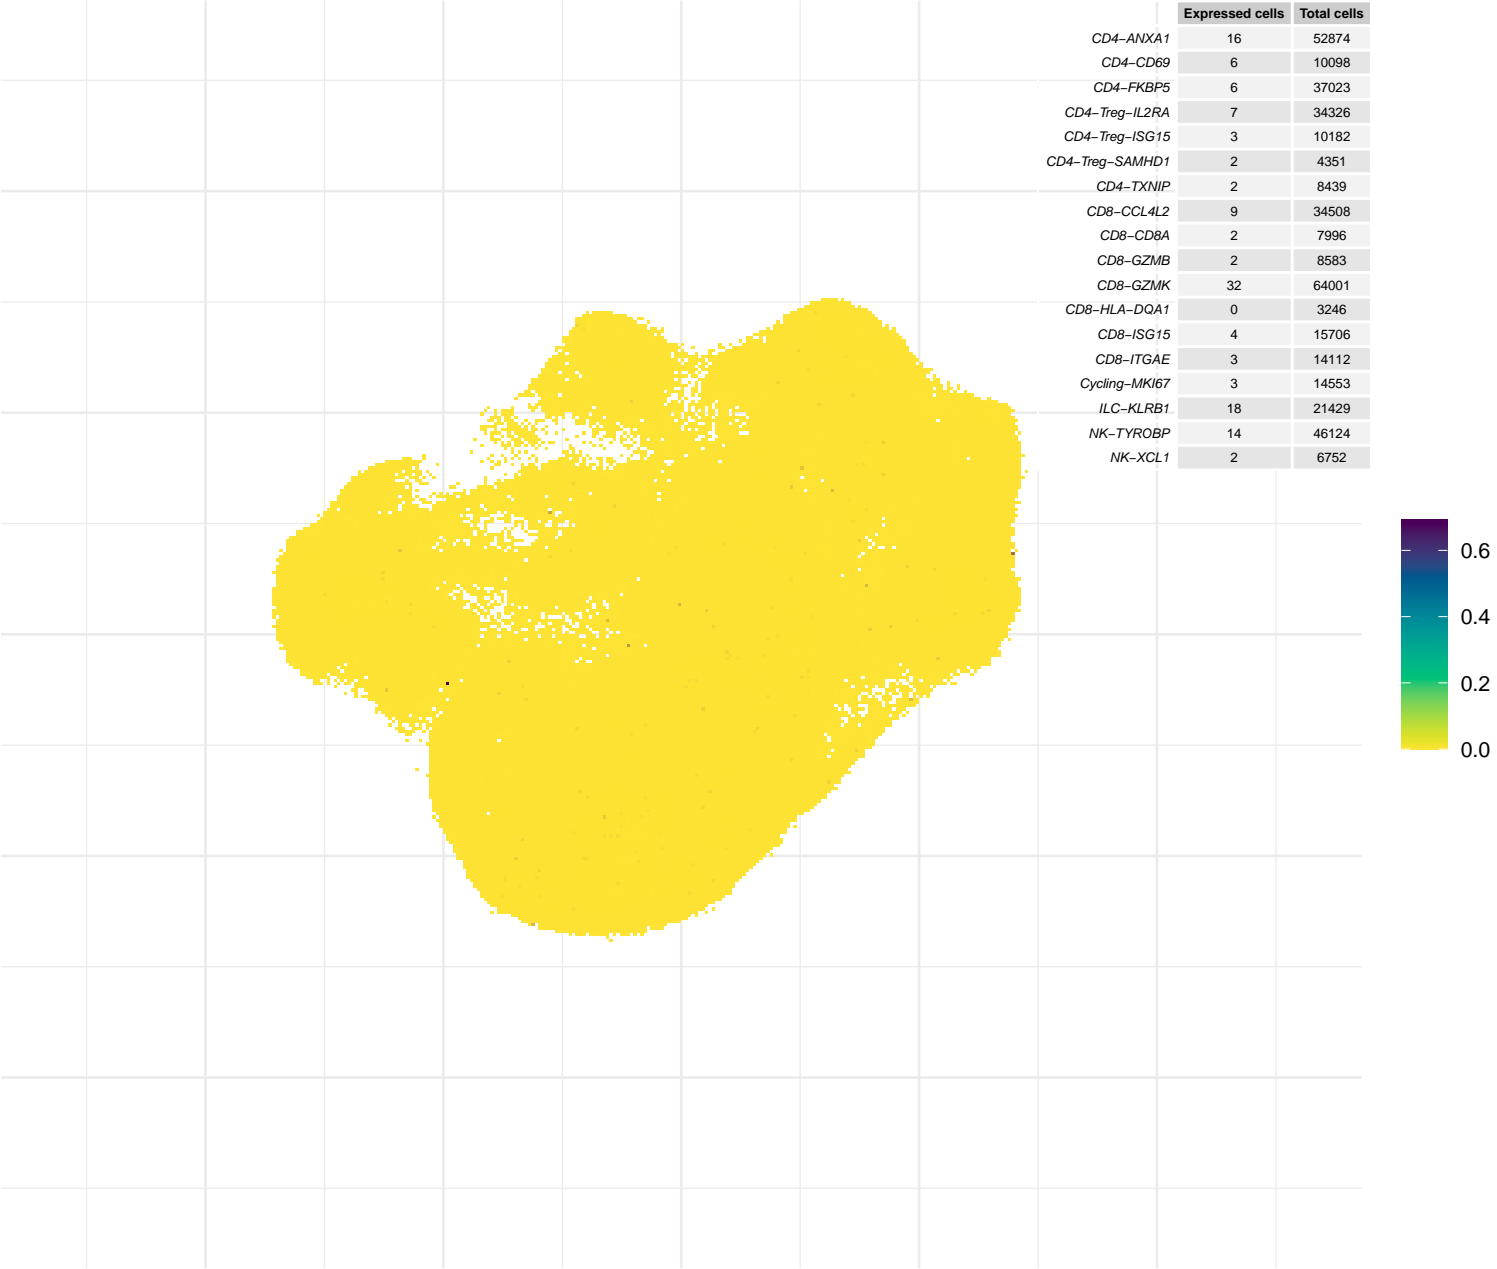 Expressed cells Total cells
CD4−ANXA1 16 52874
CD4−CD69 6 10098
CD4−FKBP5 6 37023
CD4−Treg−IL2RA 7 34326
CD4−Treg−ISG15 3 10182
CD4−Treg−SAMHD1 2 4351
CD4−TXNIP 2 8439
CD8−CCL4L2 9 34508
CD8−CD8A 2 7996
CD8−GZMB 2 8583
CD8−GZMK 32 64001
CD8−HLA−DQA1 0 3246
CD8−ISG15 4 15706
CD8−ITGAE 3 14112
Cycling−MKI67 3 14553
ILC−KLRB1 18 21429
NK−TYROBP 14 46124
NK−XCL1 2 6752
0.6
0.4
0.2
0.0